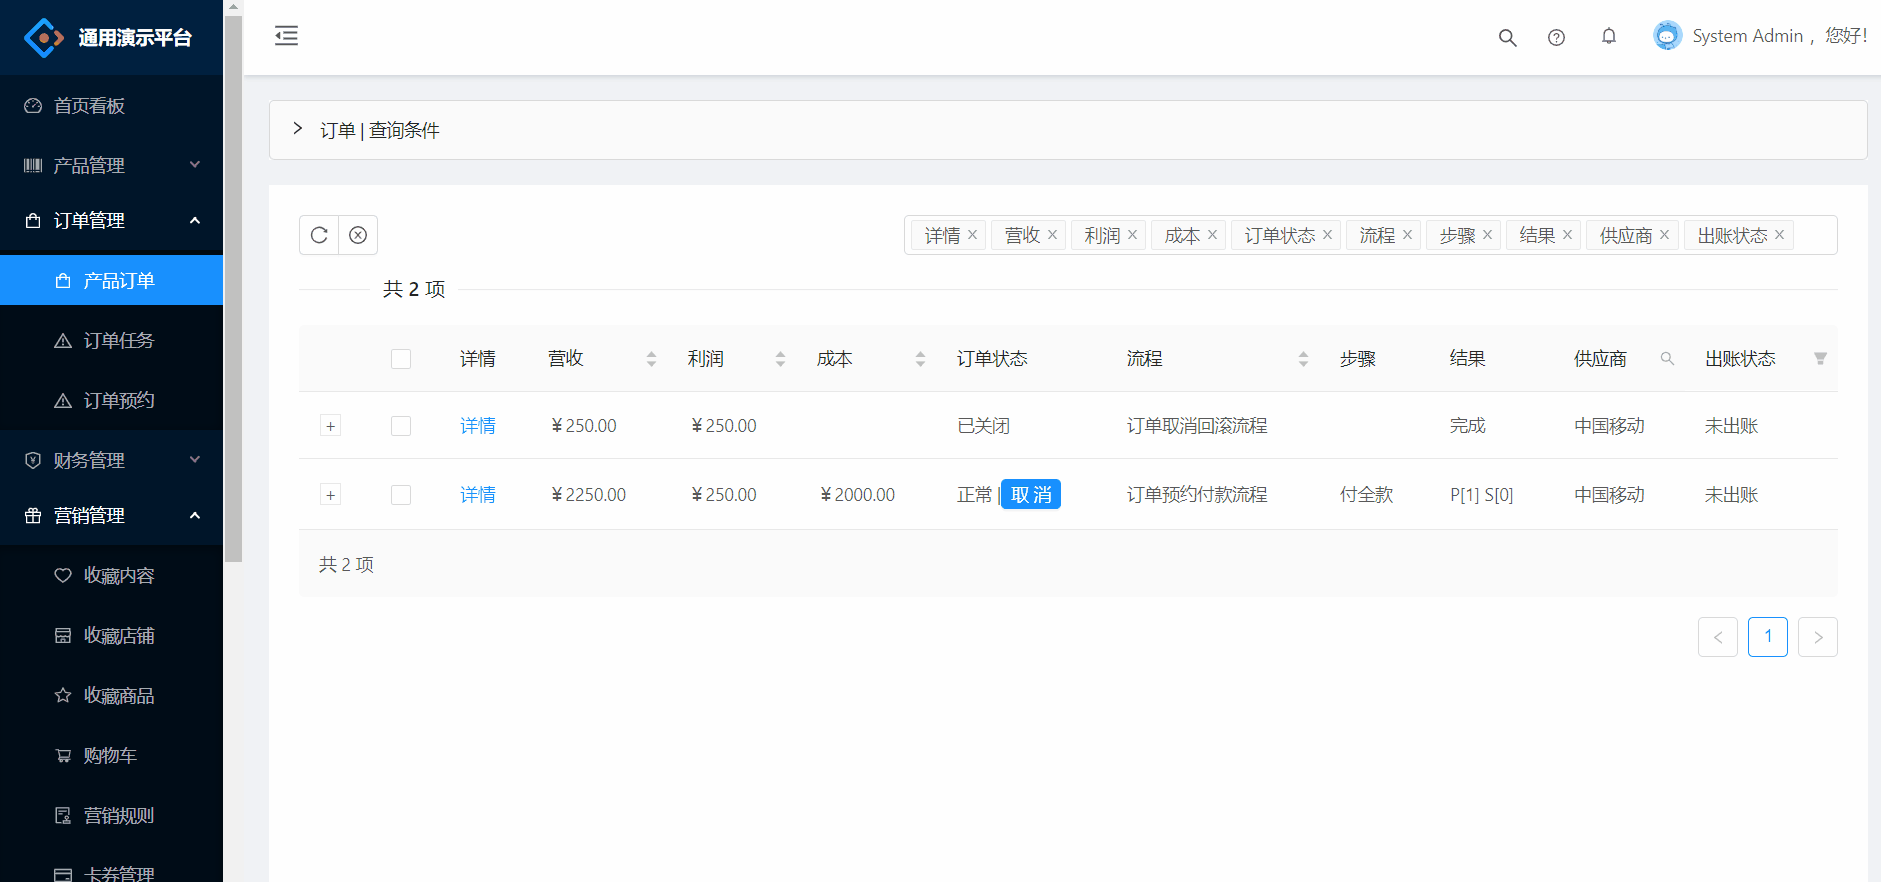 通用演示平台
System Admin ，您好!
首页看板
产品管理
订单管理
产品订单
订单任务
订单预约
财务管理
营销管理
收藏内容
收藏店铺
收藏商品
购物车
营销规则
卡券管理
订单 | 查询条件
详情 营收 利润 成本 订单状态 流程 步骤 结果 供应商 出账状态
共 2 项
详情 营收 利润 成本 订单状态 流程 步骤 结果 供应商 出账状态
详情 ¥250.00 ¥250.00 已关闭 订单取消回滚流程 完成 中国移动 未出账
详情 ¥2250.00 ¥250.00 ¥2000.00 正常 | 取消 订单预约付款流程 付全款 P[1] S[0] 中国移动 未出账
共 2 项
1